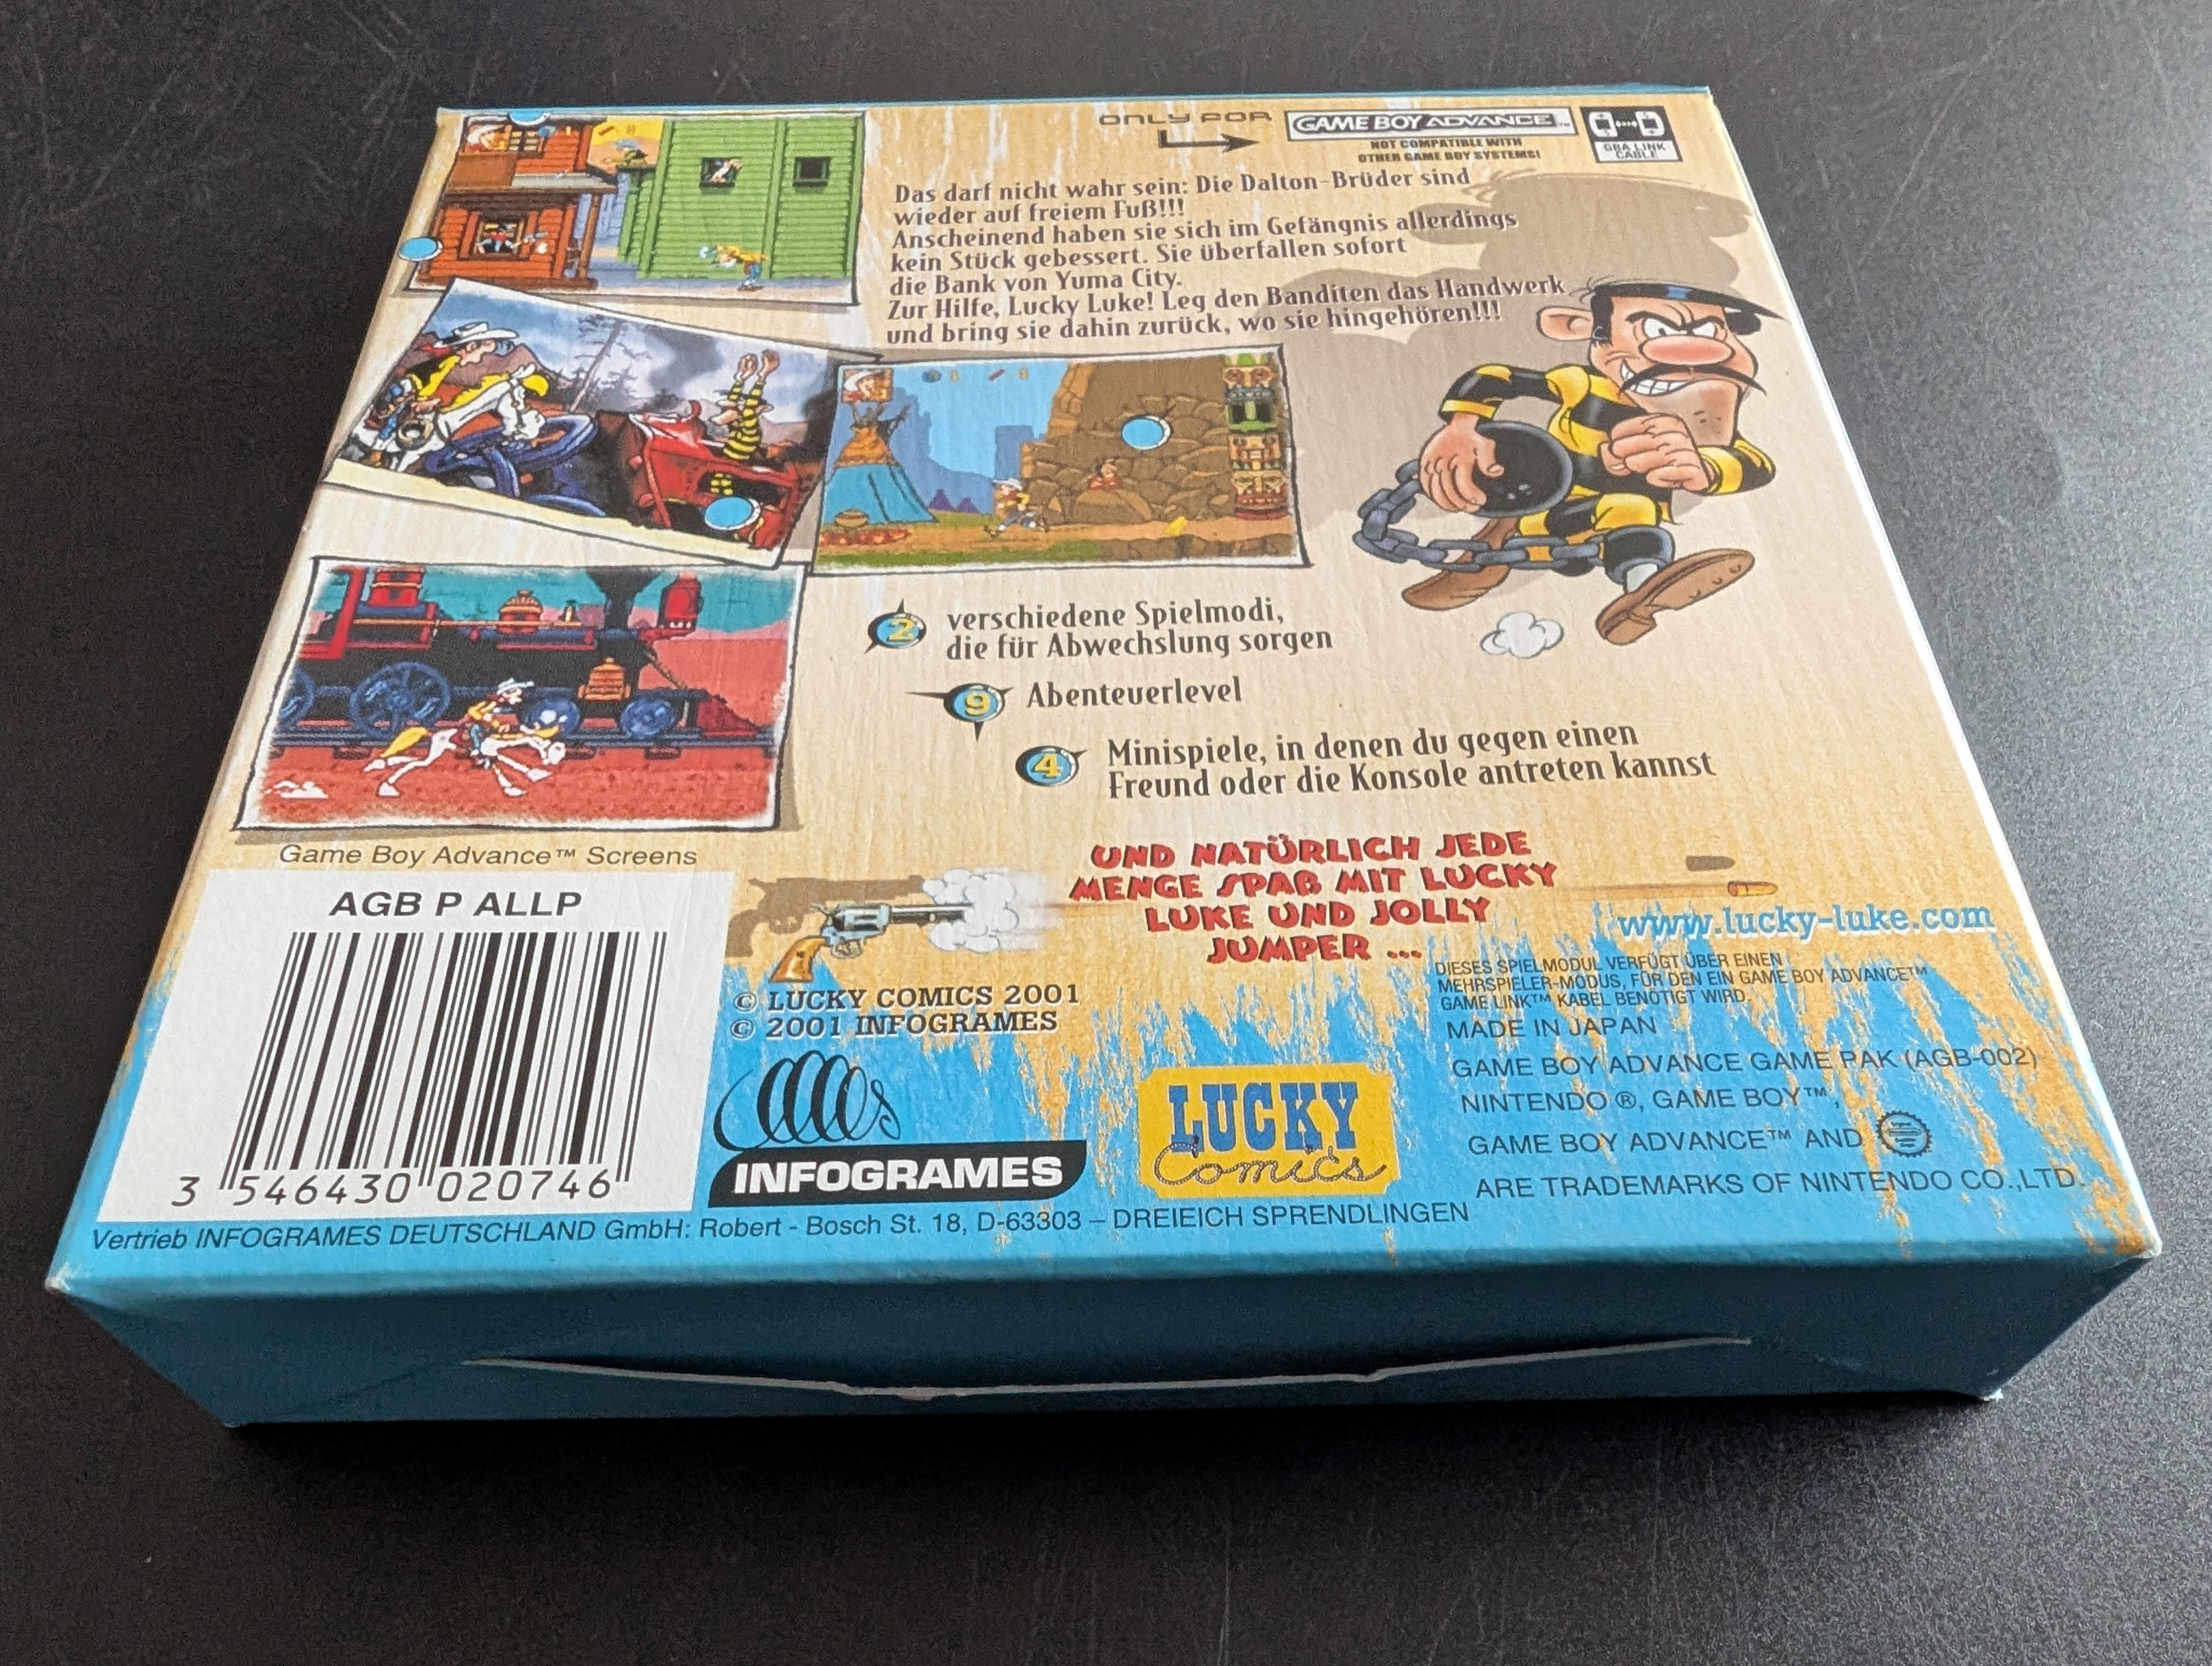 ONLY FOR
GAME BOY ADVANCE™
NOT COMPATIBLE WITH
OTHER GAME BOY SYSTEMS!
GBA LINK
CABLE
Das darf nicht wahr sein: Die Dalton-Brüder sind
wieder auf freiem Fuß!!!
Anscheinend haben sie sich im Gefängnis allerdings
kein Stück gebessert. Sie überfallen sofort
die Bank von Yuma City.
Zur Hilfe, Lucky Luke! Leg den Banditen das Handwerk
und bring sie dahin zurück, wo sie hingehören!!!
2 verschiedene Spielmodi,
die für Abwechslung sorgen
9 Abenteuerlevel
4 Minispiele, in denen du gegen einen
Freund oder die Konsole antreten kannst
Game Boy Advance™ Screens
UND NATÜRLICH JEDE
MENGE SPAß MIT LUCKY
LUKE UND JOLLY
JUMPER ...
www.lucky-luke.com
AGB P ALLP
3 546430 020746
© LUCKY COMICS 2001
© 2001 INFOGRAMES
INFOGRAMES
LUCKY
Comics
DIESES SPIELMODUL VERFÜGT ÜBER EINEN
MEHRSPIELER-MODUS, FÜR DEN EIN GAME BOY ADVANCE™
GAME LINK™ KABEL BENÖTIGT WIRD.
MADE IN JAPAN
GAME BOY ADVANCE GAME PAK (AGB-002)
NINTENDO ®, GAME BOY™,
GAME BOY ADVANCE™ AND
ARE TRADEMARKS OF NINTENDO CO.,LTD.
Vertrieb INFOGRAMES DEUTSCHLAND GmbH: Robert - Bosch St. 18, D-63303 – DREIEICH SPRENDLINGEN